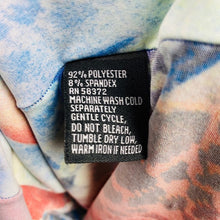 92% POLYESTER
8% SPANDEX
RN 58372
MACHINE WASH COLD
SEPARATELY
GENTLE CYCLE,
DO NOT BLEACH,
TUMBLE DRY LOW,
WARM IRON IF NEEDED